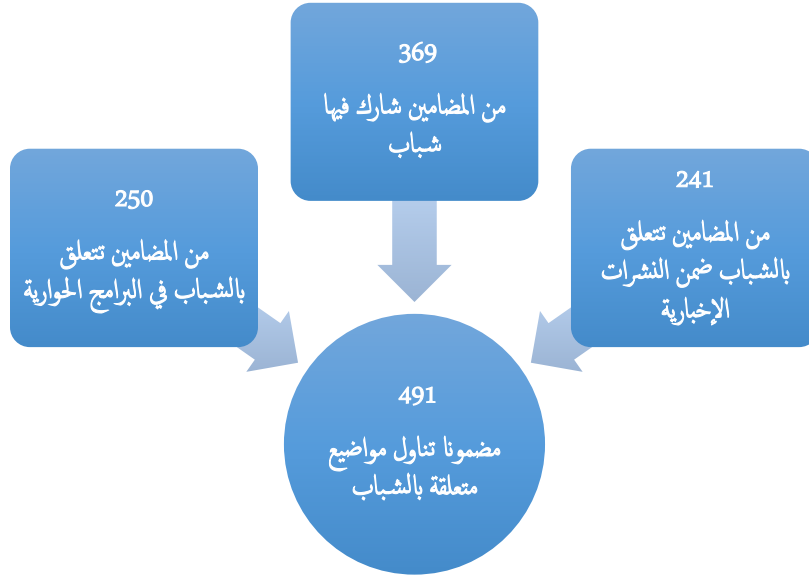 369
من المضامين شارك فيها
شباب
241
من المضامين تتعلق
بالشباب ضمن النشرات
الإخبارية
250
من المضامين تتعلق
بالشباب في البرامج الحوارية
491
مضمونا تناول مواضيع
متعلقة بالشباب